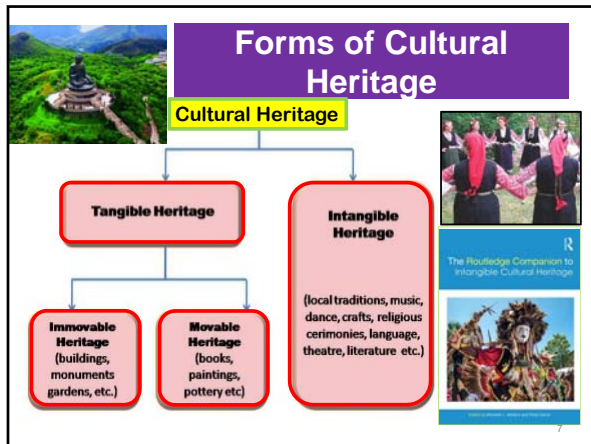 Forms of Cultural
Heritage
Cultural Heritage
Tangible Heritage
Intangible
Heritage
(local traditions, music,
dance, crafts, religious
cerimonies, language,
theatre, literature etc.)
Immovable
Heritage
(buildings,
monuments
gardens, etc.)
Movable
Heritage
(books,
paintings,
pottery etc)
R
The Routledge Companion to
Intangible Cultural Heritage
7